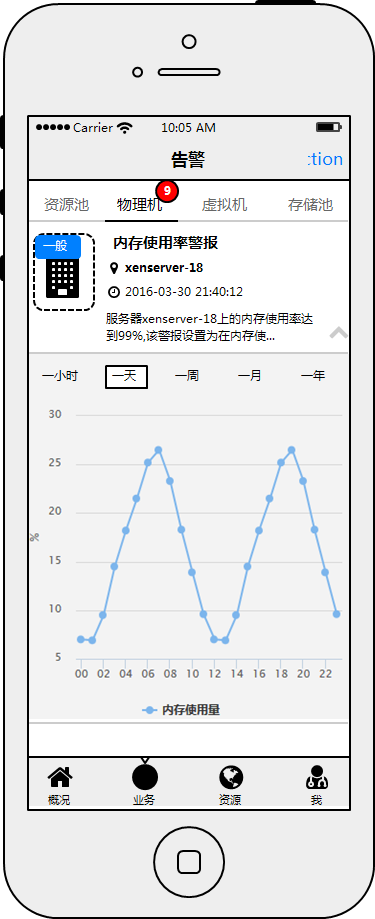 Carrier 10:05 AM
告警 :tion
资源池 物理机 9 虚拟机 存储池
一般
内存使用率警报
xenserver-18
2016-03-30 21:40:12
服务器xenserver-18上的内存使用率达
到99%,该警报设置为在内存使...
一小时 一天 一周 一月 一年
30
25
20
%
15
10
5
00 02 04 06 08 10 12 14 16 18 20 22
内存使用量
概况 业务 资源 我